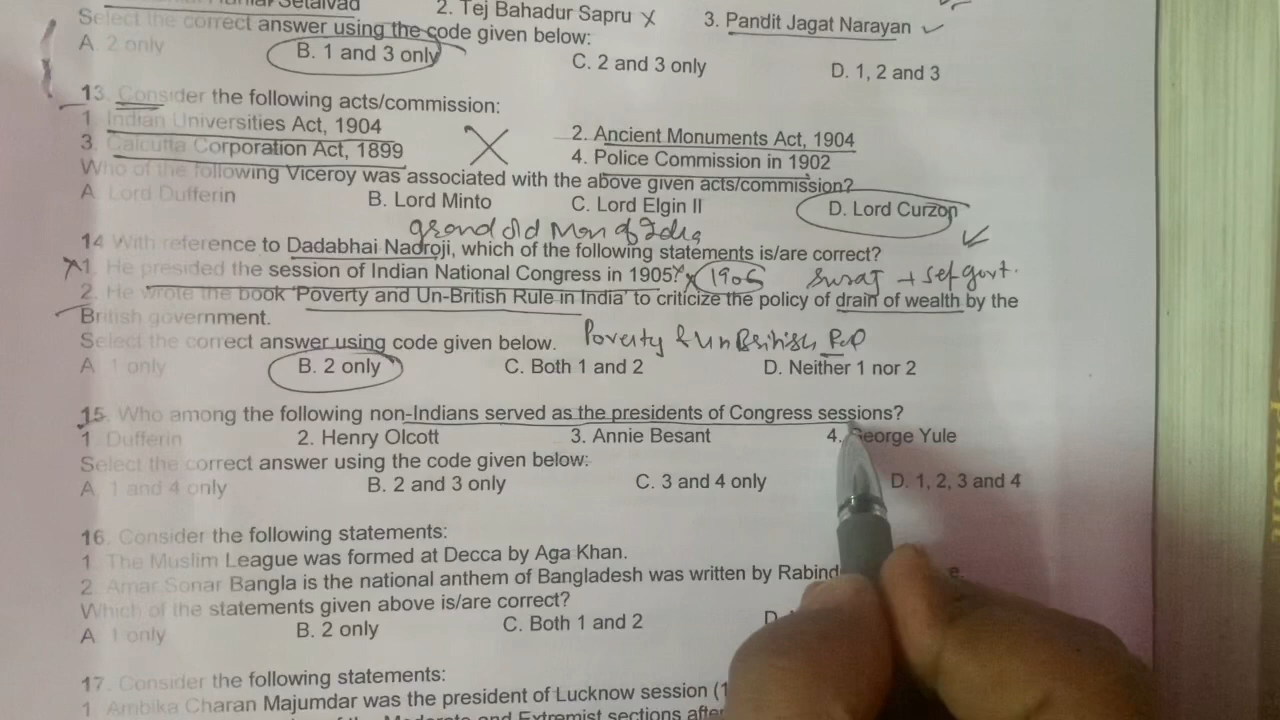 Setalvad 2. Tej Bahadur Sapru X 3. Pandit Jagat Narayan
Select the correct answer using the code given below:
A. 2 only B. 1 and 3 only C. 2 and 3 only D. 1, 2 and 3
13. Consider the following acts/commission:
1. Indian Universities Act, 1904 2. Ancient Monuments Act, 1904
3. Calcutta Corporation Act, 1899 4. Police Commission in 1902
Who of the following Viceroy was associated with the above given acts/commission?
A. Lord Dufferin B. Lord Minto C. Lord Elgin II D. Lord Curzon
grand old Man of India
14 With reference to Dadabhai Nadroji, which of the following statements is/are correct?
1. He presided the session of Indian National Congress in 1905? 1906 Swaraj + self govt.
2. He wrote the book 'Poverty and Un-British Rule in India' to criticize the policy of drain of wealth by the
British government.
Select the correct answer using code given below. Poverty & UnBritish
A 1 only B. 2 only C. Both 1 and 2 D. Neither 1 nor 2
15. Who among the following non-Indians served as the presidents of Congress sessions?
1. Dufferin 2. Henry Olcott 3. Annie Besant 4. George Yule
Select the correct answer using the code given below:
A. 1 and 4 only B. 2 and 3 only C. 3 and 4 only D. 1, 2, 3 and 4
16. Consider the following statements:
1 The Muslim League was formed at Decca by Aga Khan.
2. Amar Sonar Bangla is the national anthem of Bangladesh was written by
Which of the statements given above is/are correct?
A 1 only B. 2 only C. Both 1 and 2 D.
17. Consider the following statements:
1 Ambika Charan Majumdar was the president of Lucknow session
and Extremist sections after